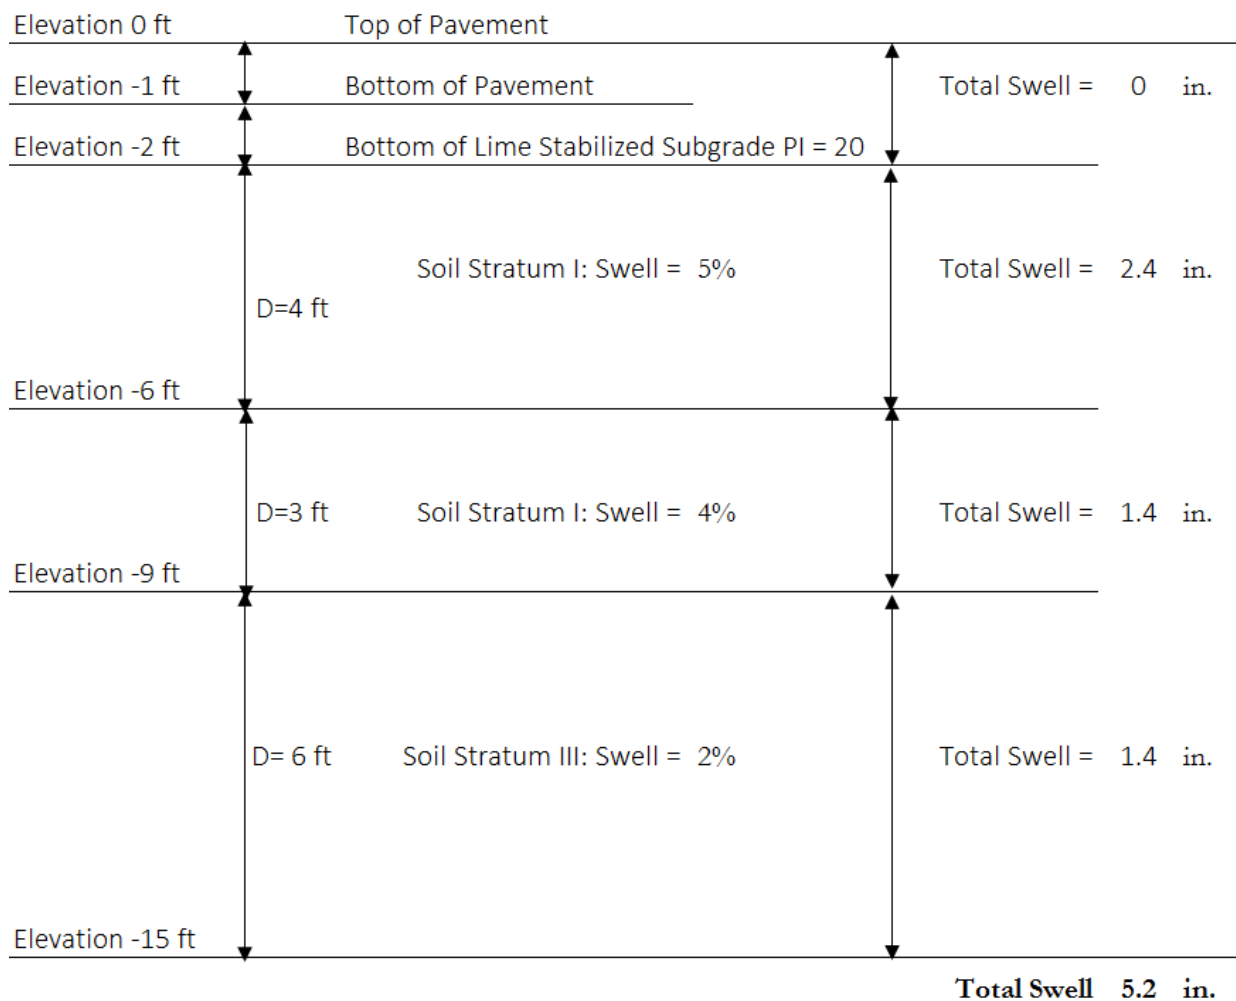 Elevation 0 ft Top of Pavement
Elevation -1 ft Bottom of Pavement Total Swell = 0 in.
Elevation -2 ft Bottom of Lime Stabilized Subgrade PI = 20
Soil Stratum I: Swell = 5% Total Swell = 2.4 in.
D=4 ft
Elevation -6 ft
D=3 ft Soil Stratum I: Swell = 4% Total Swell = 1.4 in.
Elevation -9 ft
D= 6 ft Soil Stratum III: Swell = 2% Total Swell = 1.4 in.
Elevation -15 ft
Total Swell 5.2 in.